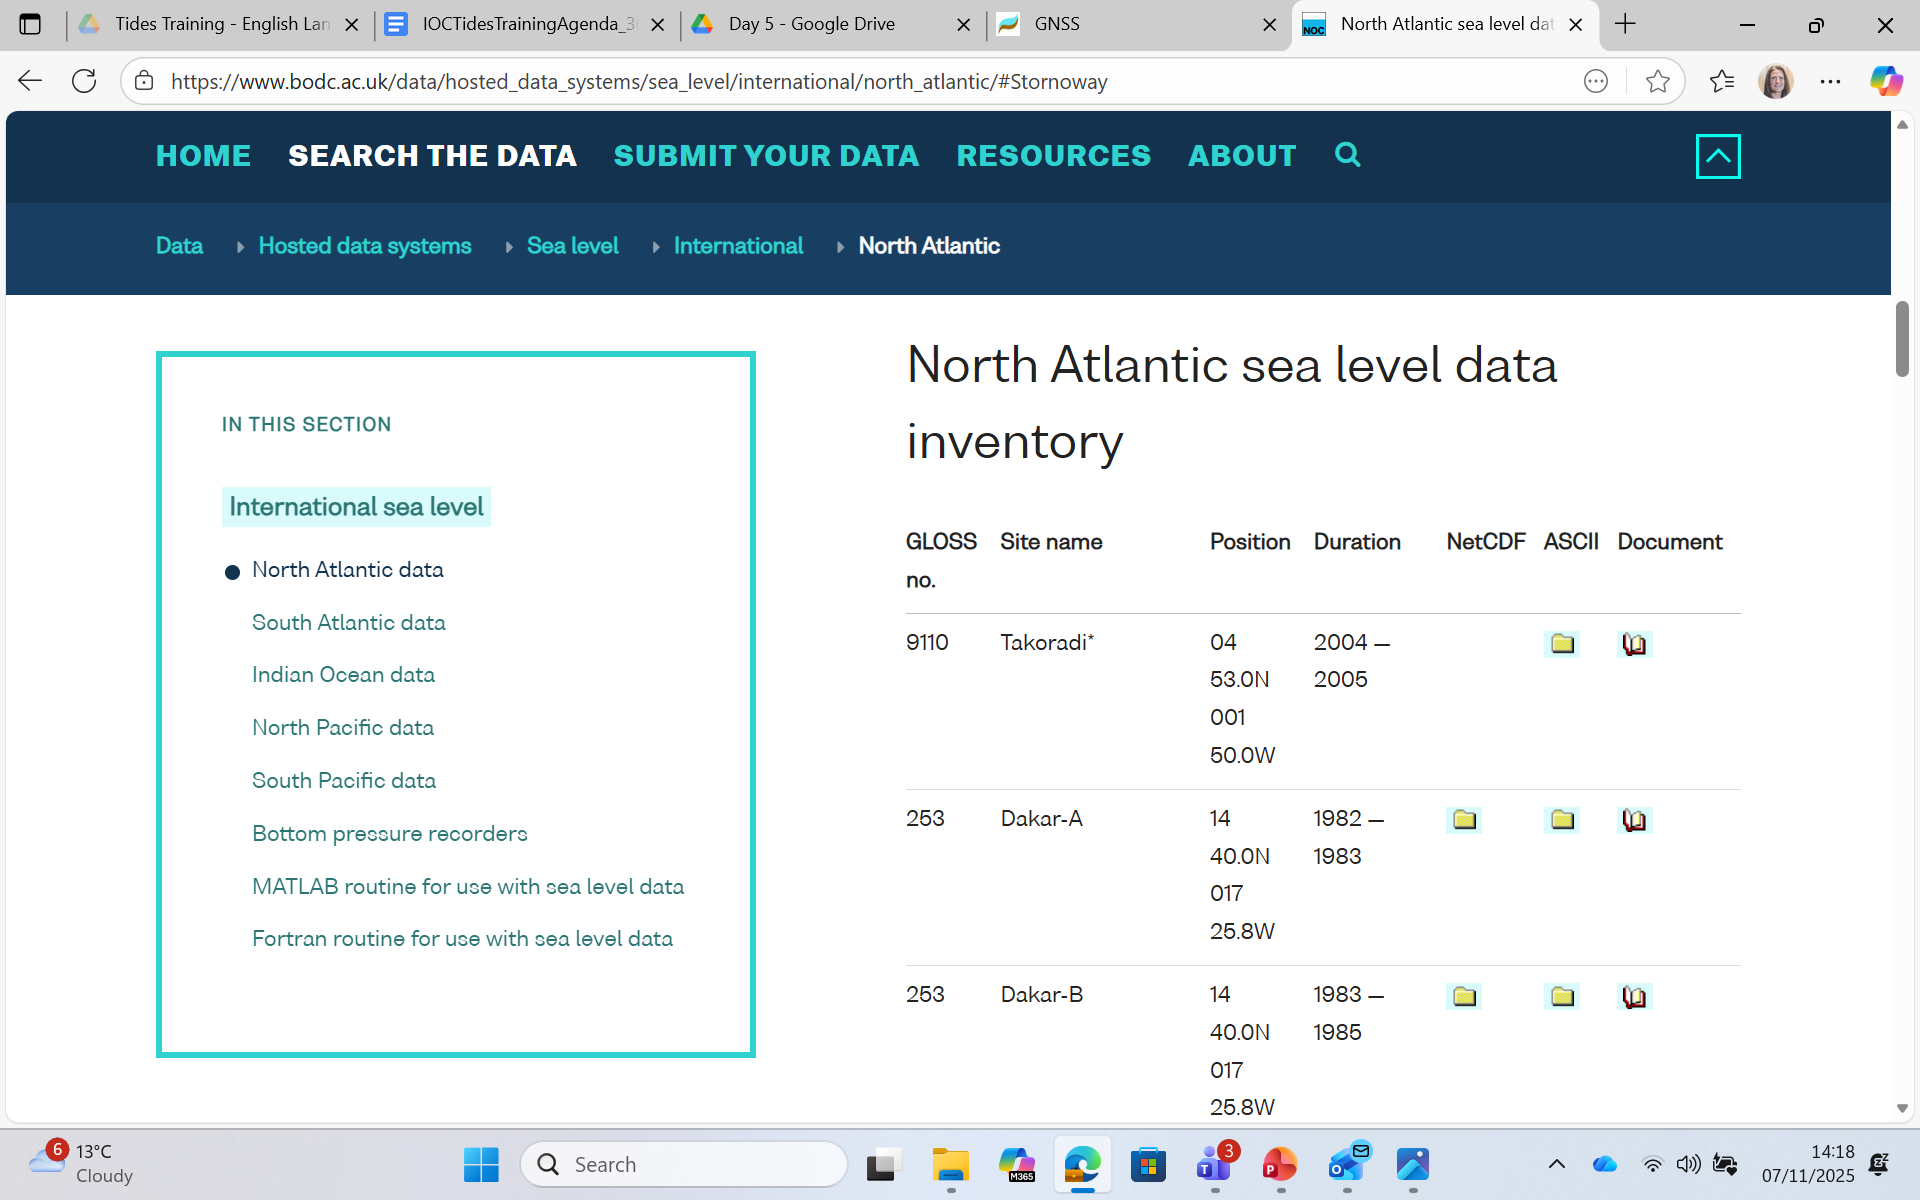 Tides Training - English Lan
IOCTidesTrainingAgenda_3
Day 5 - Google Drive
GNSS
NOC
North Atlantic sea level dat
https://www.bodc.ac.uk/data/hosted_data_systems/sea_level/international/north_atlantic/#Stornoway
HOME SEARCH THE DATA SUBMIT YOUR DATA RESOURCES ABOUT
Data Hosted data systems Sea level International North Atlantic
IN THIS SECTION
International sea level
North Atlantic data
South Atlantic data
Indian Ocean data
North Pacific data
South Pacific data
Bottom pressure recorders
MATLAB routine for use with sea level data
Fortran routine for use with sea level data
North Atlantic sea level data
inventory
GLOSS Site name Position Duration NetCDF ASCII Document
no.
9110 Takoradi* 04 2004 —
53.0N 2005
001
50.0W
253 Dakar-A 14 1982 —
40.0N 1983
017
25.8W
253 Dakar-B 14 1983 —
40.0N 1985
017
25.8W
6
13°C
Cloudy
Search
M365
T
3
P
O
14:18
07/11/2025